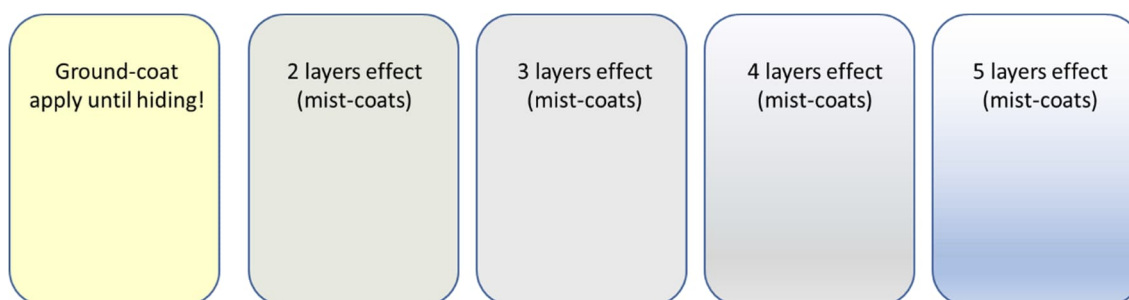 Ground-coat
apply until hiding!
2 layers effect
(mist-coats)
3 layers effect
(mist-coats)
4 layers effect
(mist-coats)
5 layers effect
(mist-coats)